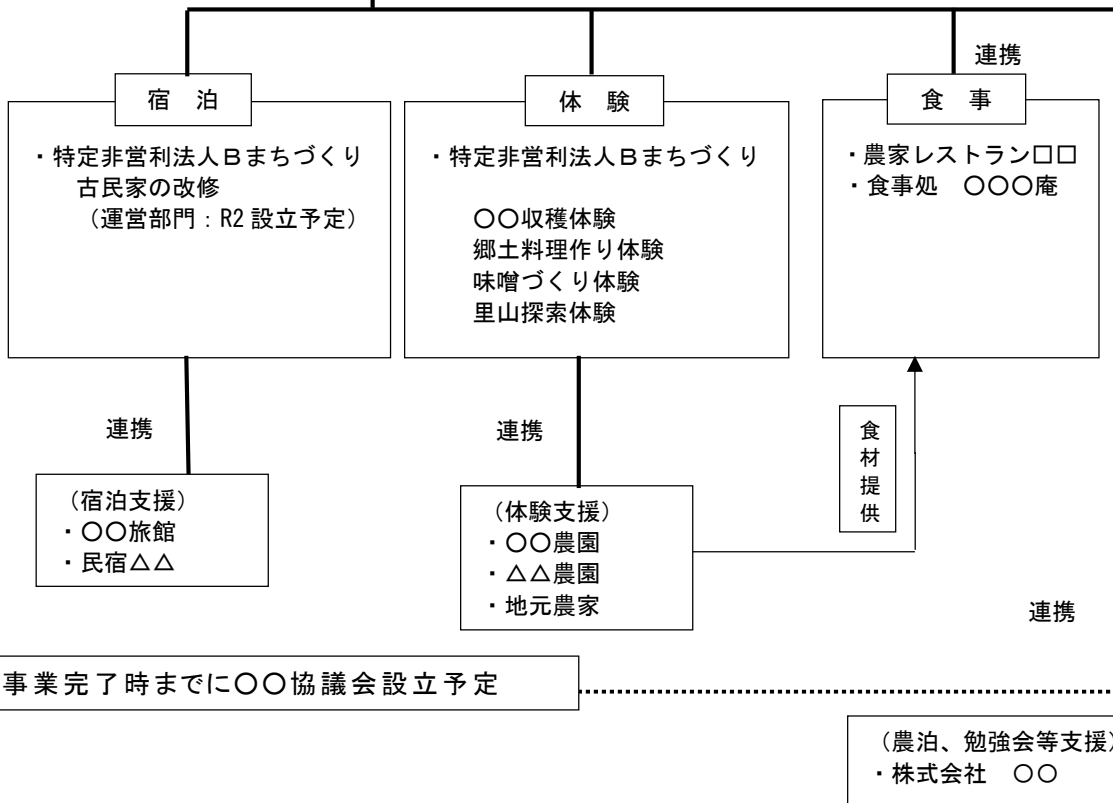 連携
宿　泊
・特定非営利法人Ｂまちづくり
古民家の改修
（運営部門：R2 設立予定）
体　験
・特定非営利法人Ｂまちづくり
〇〇収穫体験
郷土料理作り体験
味噌づくり体験
里山探索体験
食　事
・農家レストラン□□
・食事処　〇〇〇庵
連携
連携
食材提供
（宿泊支援）
・〇〇旅館
・民宿△△
（体験支援）
・〇〇農園
・△△農園
・地元農家
連携
事業完了時までに〇〇協議会設立予定
（農泊、勉強会等支援）
・株式会社　〇〇